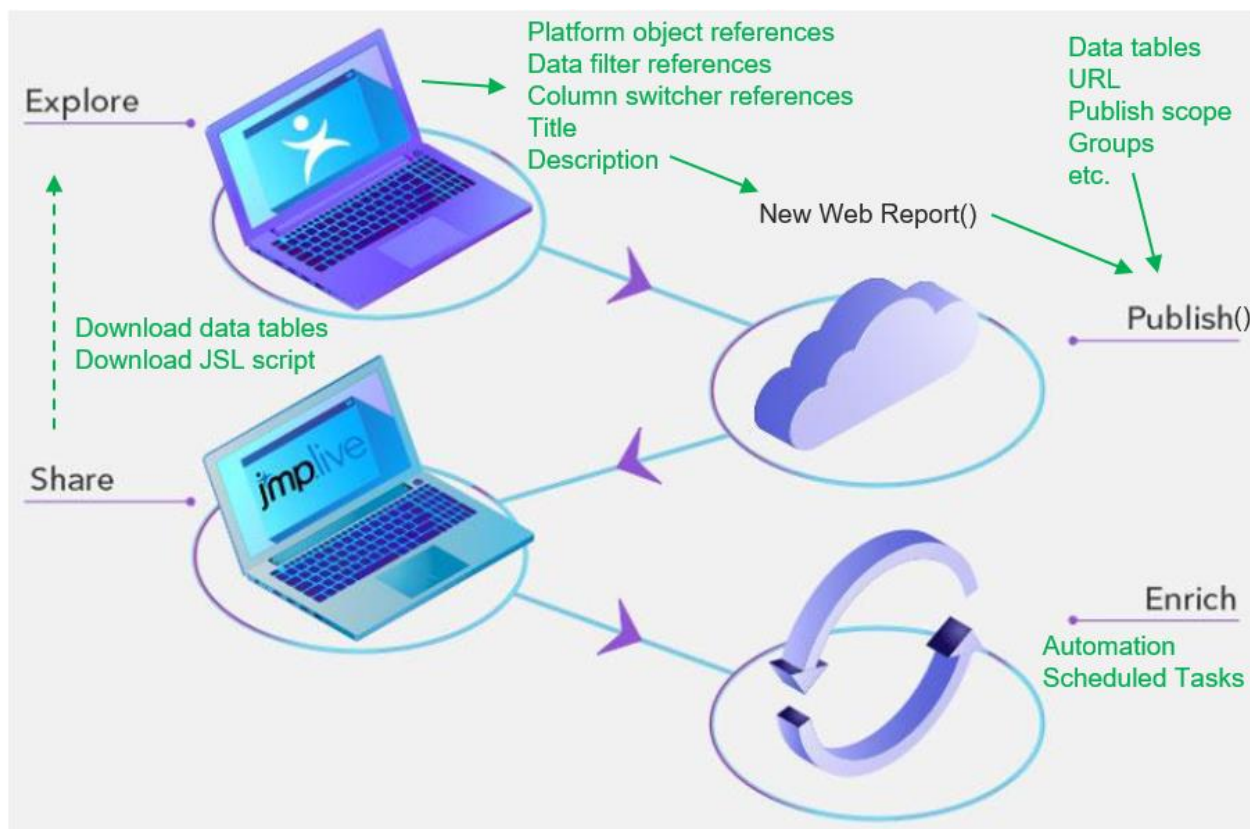 Explore
Platform object references
Data filter references
Column switcher references
Title
Description
Data tables
URL
Publish scope
Groups
etc.
New Web Report()
Publish()
Download data tables
Download JSL script
Share
jmp.live
Enrich
Automation
Scheduled Tasks